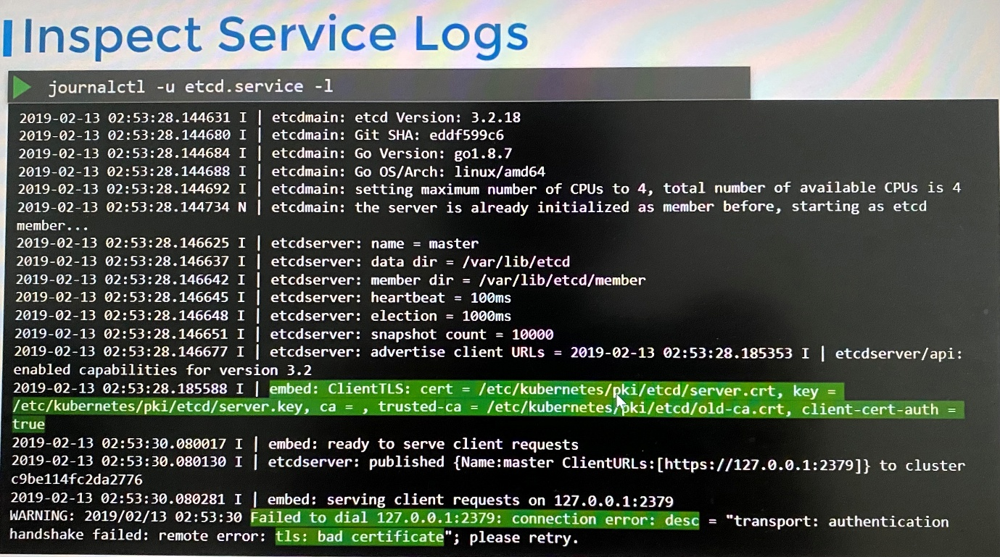 Inspect Service Logs
journalctl -u etcd.service -l
2019-02-13 02:53:28.144631 I | etcdmain: etcd Version: 3.2.18
2019-02-13 02:53:28.144680 I | etcdmain: Git SHA: eddf599c6
2019-02-13 02:53:28.144684 I | etcdmain: Go Version: go1.8.7
2019-02-13 02:53:28.144688 I | etcdmain: Go OS/Arch: linux/amd64
2019-02-13 02:53:28.144692 I | etcdmain: setting maximum number of CPUs to 4, total number of available CPUs is 4
2019-02-13 02:53:28.144734 N | etcdmain: the server is already initialized as member before, starting as etcd
member...
2019-02-13 02:53:28.146625 I | etcdserver: name = master
2019-02-13 02:53:28.146637 I | etcdserver: data dir = /var/lib/etcd
2019-02-13 02:53:28.146642 I | etcdserver: member dir = /var/lib/etcd/member
2019-02-13 02:53:28.146645 I | etcdserver: heartbeat = 100ms
2019-02-13 02:53:28.146648 I | etcdserver: election = 1000ms
2019-02-13 02:53:28.146651 I | etcdserver: snapshot count = 10000
2019-02-13 02:53:28.146677 I | etcdserver: advertise client URLs = 2019-02-13 02:53:28.185353 I | etcdserver/api:
enabled capabilities for version 3.2
2019-02-13 02:53:28.185588 I | embed: ClientTLS: cert = /etc/kubernetes/pki/etcd/server.crt, key =
/etc/kubernetes/pki/etcd/server.key, ca = , trusted-ca = /etc/kubernetes/pki/etcd/old-ca.crt, client-cert-auth =
true
2019-02-13 02:53:30.080017 I | embed: ready to serve client requests
2019-02-13 02:53:30.080130 I | etcdserver: published {Name:master ClientURLs:[https://127.0.0.1:2379]} to cluster
c9be114fc2da2776
2019-02-13 02:53:30.080281 I | embed: serving client requests on 127.0.0.1:2379
WARNING: 2019/02/13 02:53:30 Failed to dial 127.0.0.1:2379: connection error: desc = "transport: authentication
handshake failed: remote error: tls: bad certificate"; please retry.